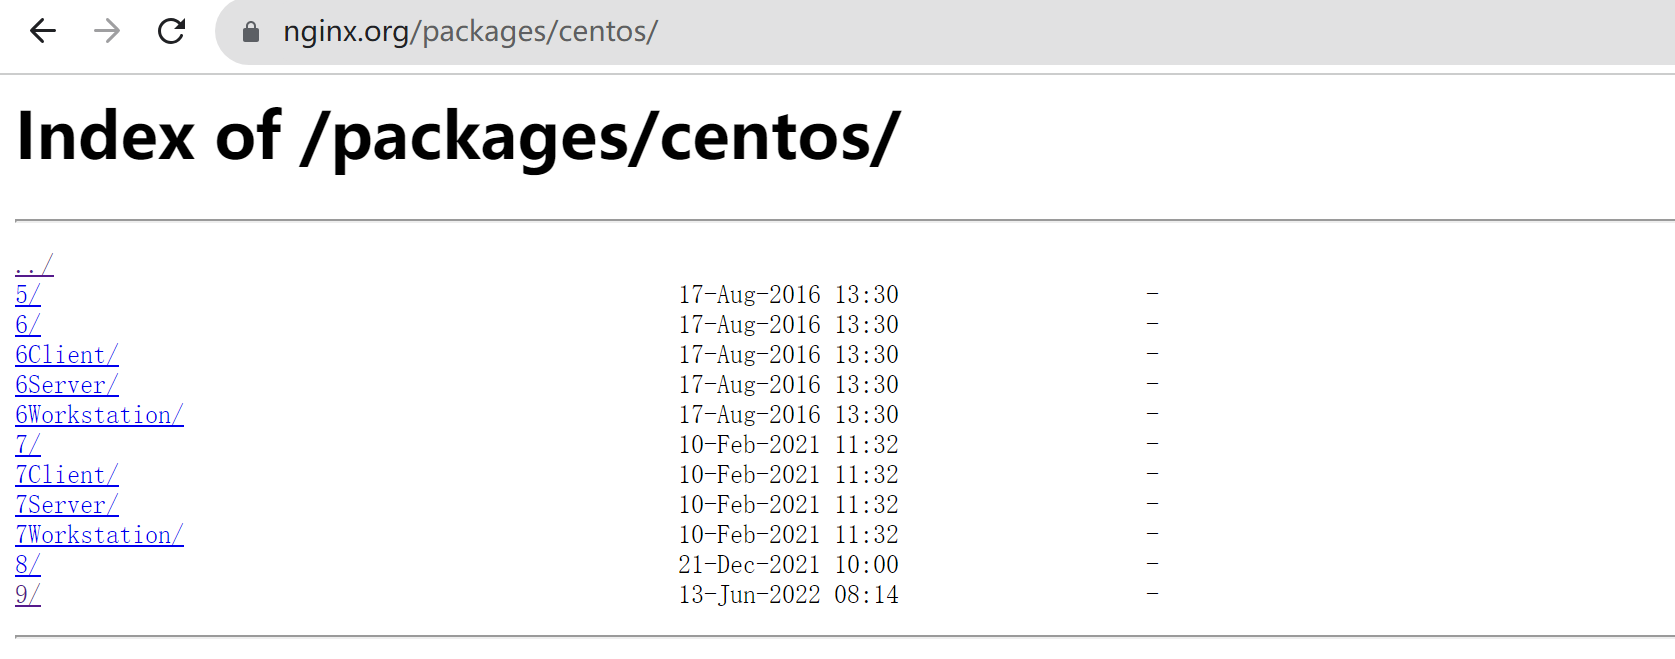 nginx.org/packages/centos/
Index of /packages/centos/
../
5/ 17-Aug-2016 13:30 -
6/ 17-Aug-2016 13:30 -
6Client/ 17-Aug-2016 13:30 -
6Server/ 17-Aug-2016 13:30 -
6Workstation/ 17-Aug-2016 13:30 -
7/ 10-Feb-2021 11:32 -
7Client/ 10-Feb-2021 11:32 -
7Server/ 10-Feb-2021 11:32 -
7Workstation/ 10-Feb-2021 11:32 -
8/ 21-Dec-2021 10:00 -
9/ 13-Jun-2022 08:14 -